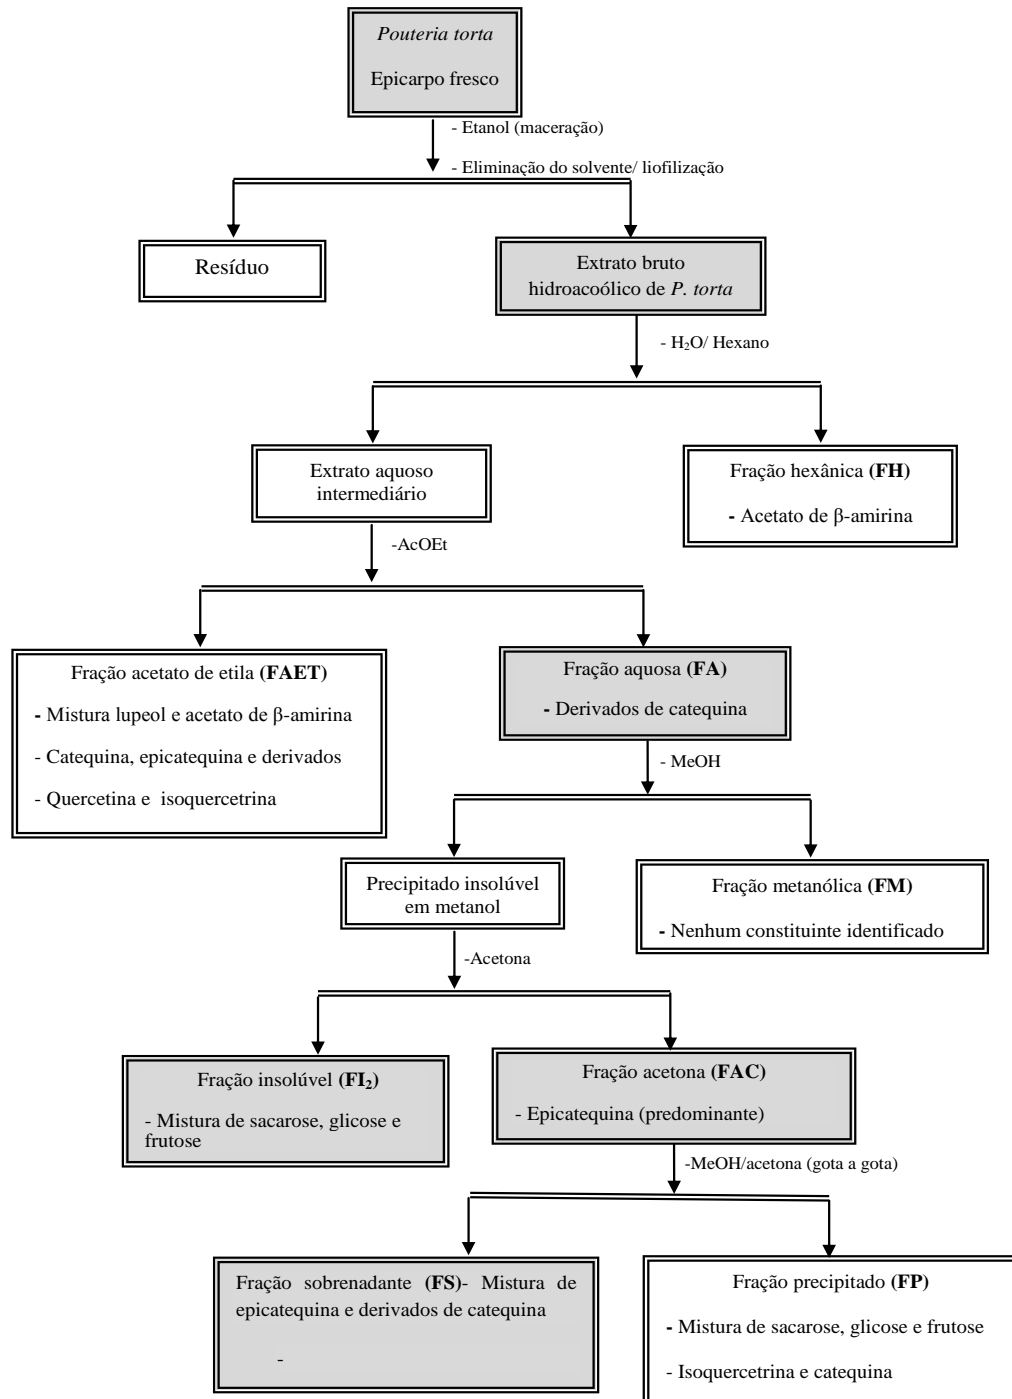 Pouteria torta
Epicarpo fresco
- Etanol (maceração)
- Eliminação do solvente/ liofilização
Resíduo
Extrato bruto
hidroacoólico de P. torta
- H₂O/ Hexano
Extrato aquoso
intermediário
Fração hexânica (FH)
- Acetato de β-amirina
-AcOEt
Fração acetato de etila (FAET)
- Mistura lupeol e acetato de β-amirina
- Catequina, epicatequina e derivados
- Quercetina e isoquercetrina
Fração aquosa (FA)
- Derivados de catequina
- MeOH
Precipitado insolúvel
em metanol
Fração metanólica (FM)
- Nenhum constituinte identificado
-Acetona
Fração insolúvel (FI₂)
- Mistura de sacarose, glicose e
frutose
Fração acetona (FAC)
- Epicatequina (predominante)
-MeOH/acetona (gota a gota)
Fração sobrenadante (FS)- Mistura de
epicatequina e derivados de catequina
-
Fração precipitado (FP)
- Mistura de sacarose, glicose e frutose
- Isoquercetrina e catequina